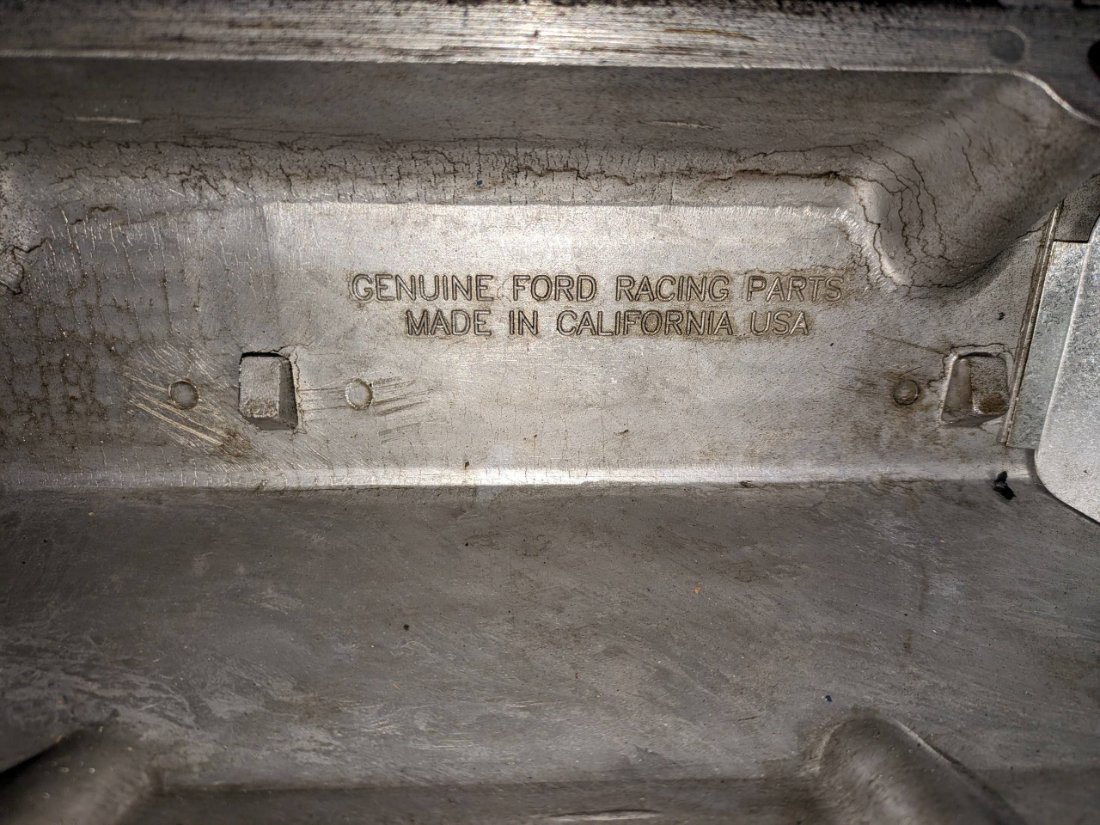 GENUINE FORD RACING PARTS
MADE IN CALIFORNIA USA